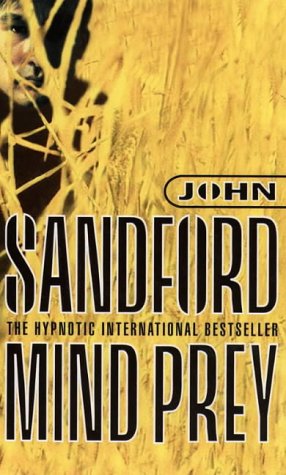 JOHN
SANDFORD
THE HYPNOTIC INTERNATIONAL BESTSELLER
MIND PREY